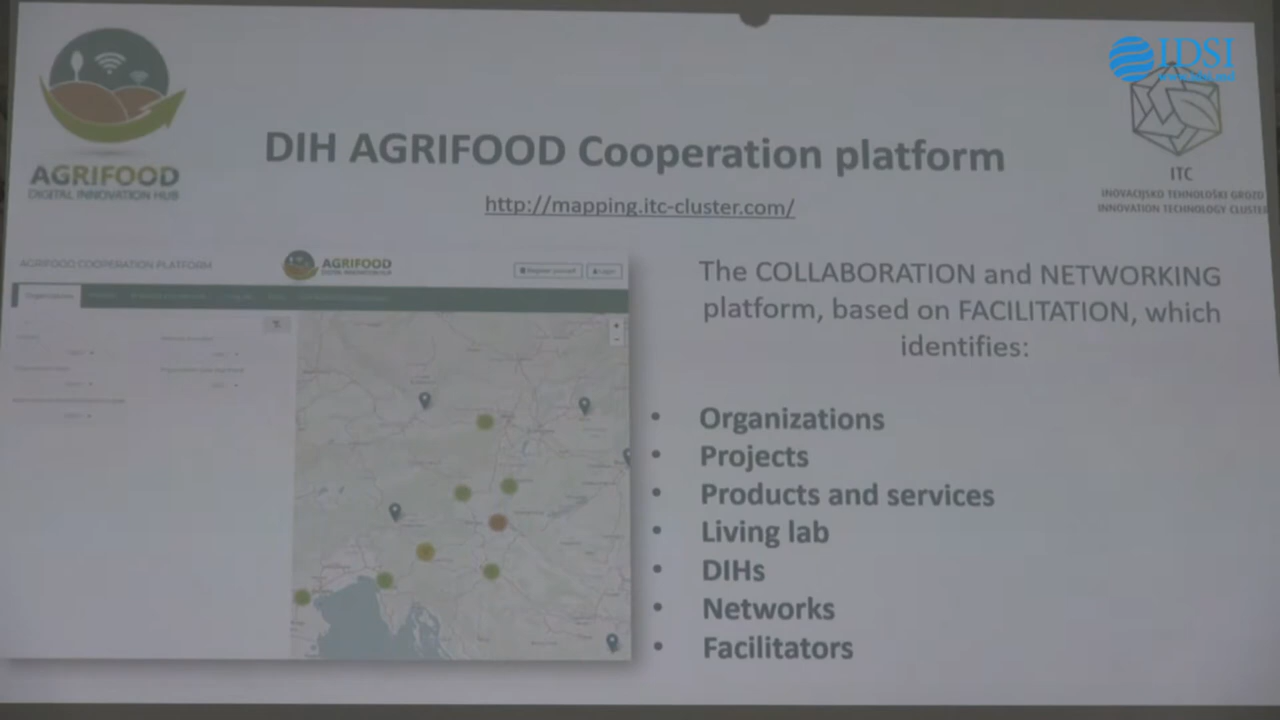 IDSI
AGRIFOOD
DIGITAL INNOVATION HUB
ITC
INOVACIJSKO TEHNOLOŠKI GROZD
INNOVATION TECHNOLOGY CLUSTER
DIH AGRIFOOD Cooperation platform
http://mapping.itc-cluster.com/
AGRIFOOD COOPERATION PLATFORM
AGRIFOOD
DIGITAL INNOVATION HUB
Register yourself
Login
Organizations
The COLLABORATION and NETWORKING
platform, based on FACILITATION, which
identifies:
• Organizations
• Projects
• Products and services
• Living lab
• DIHs
• Networks
• Facilitators